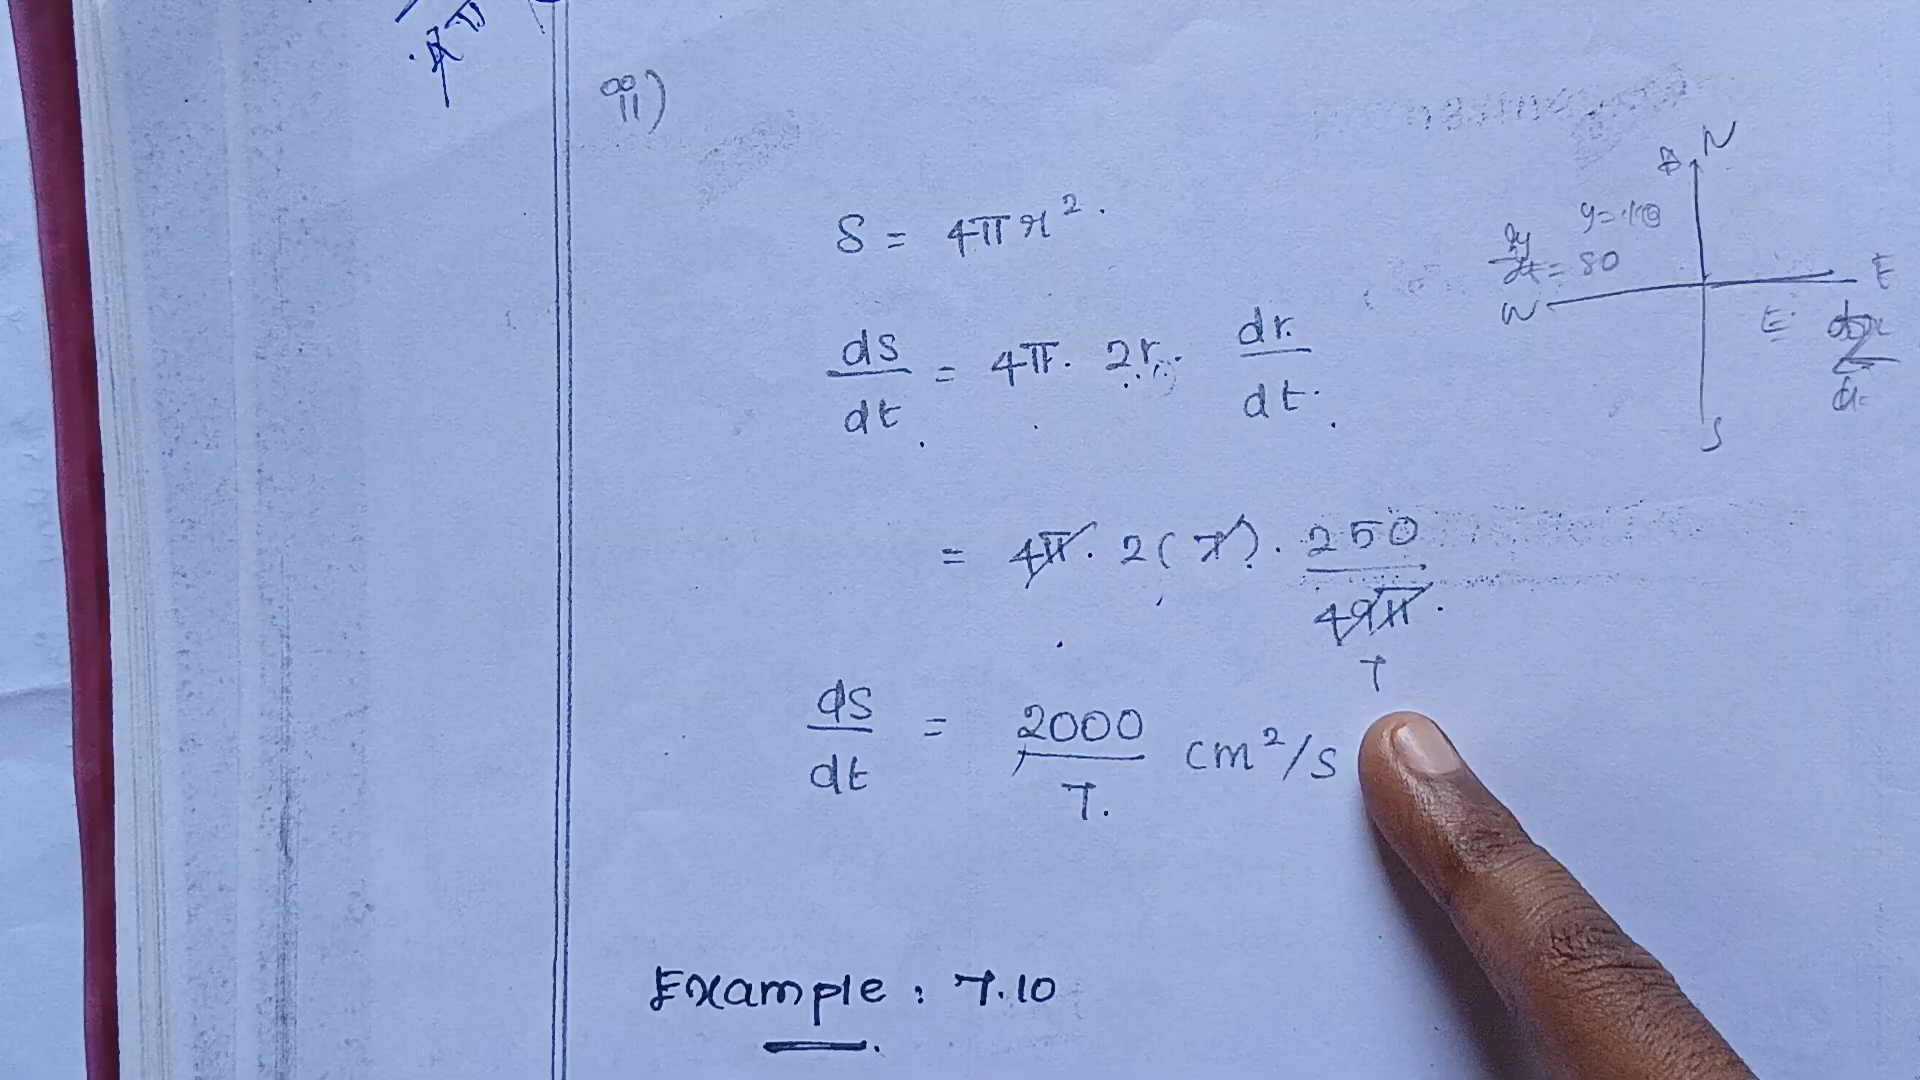 ii)
S = 4πr².
dS/dt = 4π. 2r. dr/dt.
= 4π. 2(7). 250/49π.
7
dS/dt = 2000/7. cm²/s
Example: 7.10
N
dy/dt = 80
W
E
E
S